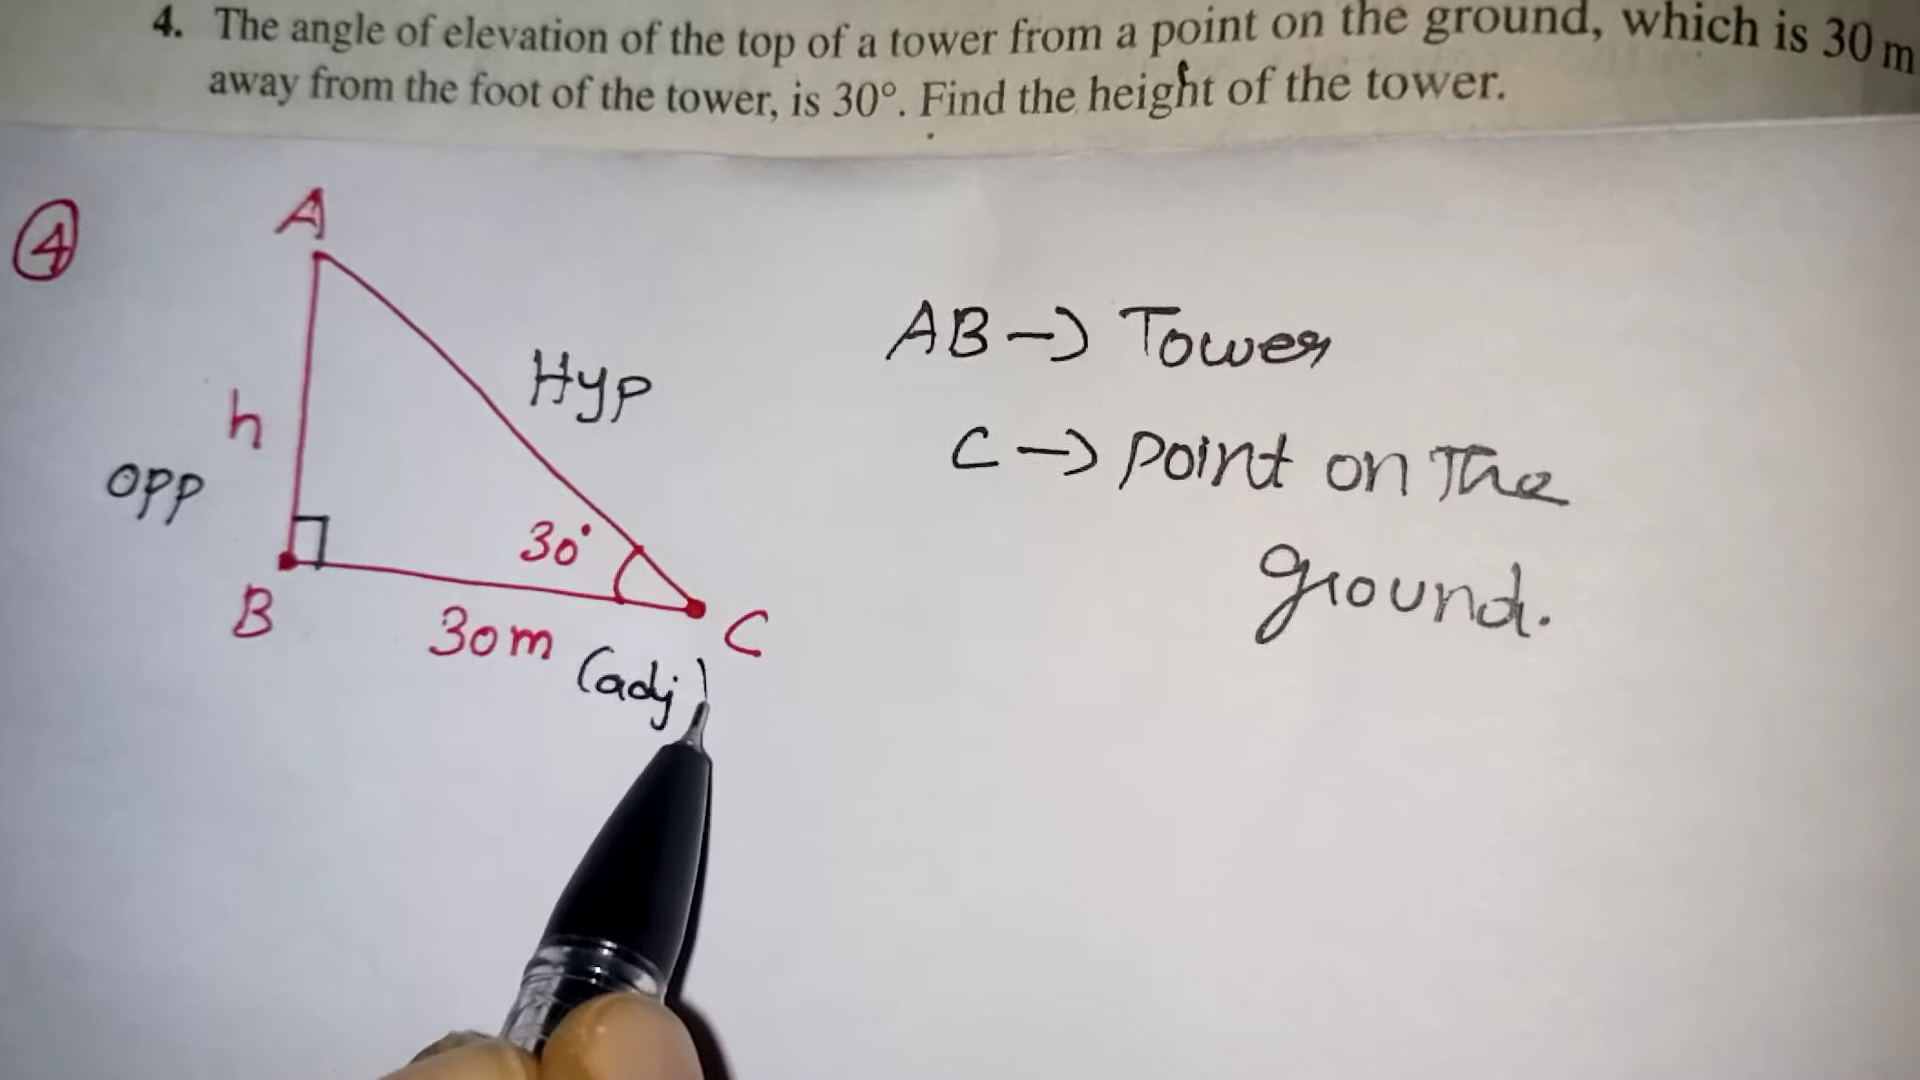 4. The angle of elevation of the top of a tower from a point on the ground, which is 30 m
away from the foot of the tower, is 30°. Find the height of the tower.
4
A
Hyp
h
opp
30°
B
30m
(adj)
C
AB → Tower
C → point on The
ground.